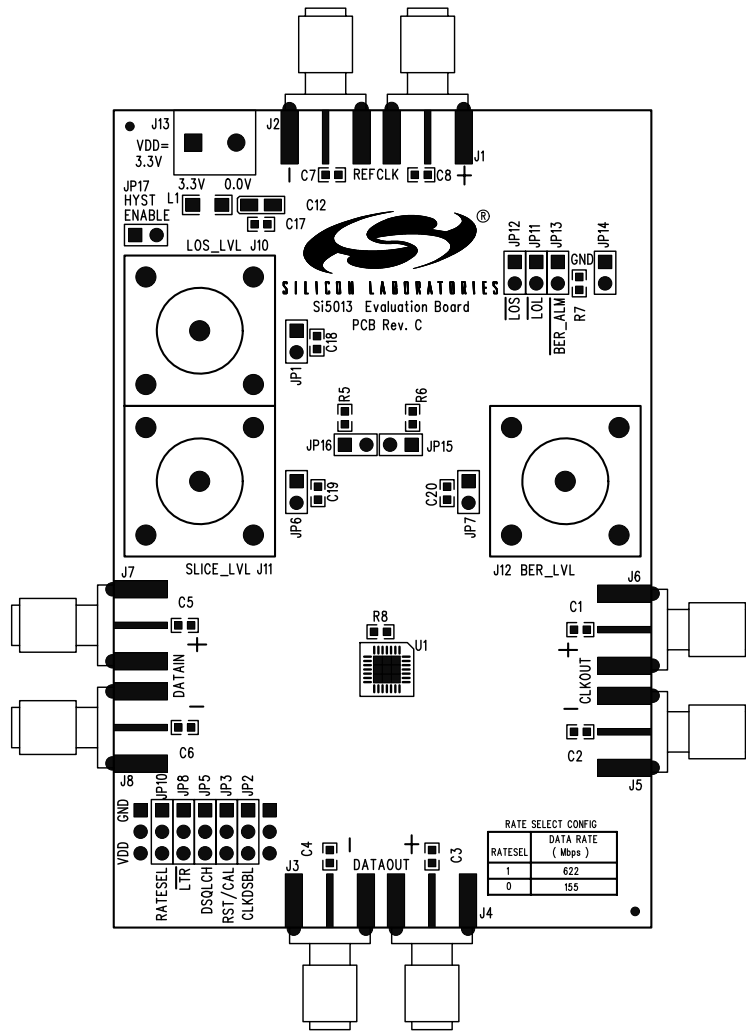 J13
J2
VDD=
3.3V
3.3V 0.0V
− C7 REFCLK C8 +
J1
JP17
HYST
ENABLE
L1
C12
C17
®
LOS_LVL J10
SILICON LABORATORIES
Si5013 Evaluation Board
PCB Rev. C
JP12
JP11
JP13
JP14
GND
R7
LOS
LOL
BER_ALM
JP1
C18
R5
R6
JP16
JP15
JP6
C19
C20
JP7
SLICE_LVL J11
J12 BER_LVL
J7
C5
+
DATAIN
−
C6
J8
R8
U1
J6
C1
+
CLKOUT
−
C2
J5
GND
VDD
JP10
JP8
JP5
JP3
JP2
RATESEL
LTR
DSQLCH
RST/CAL
CLKDSBL
C4
− DATAOUT +
C3
J3
J4
RATE SELECT CONFIG
RATESEL DATA RATE
( Mbps )
1 622
0 155